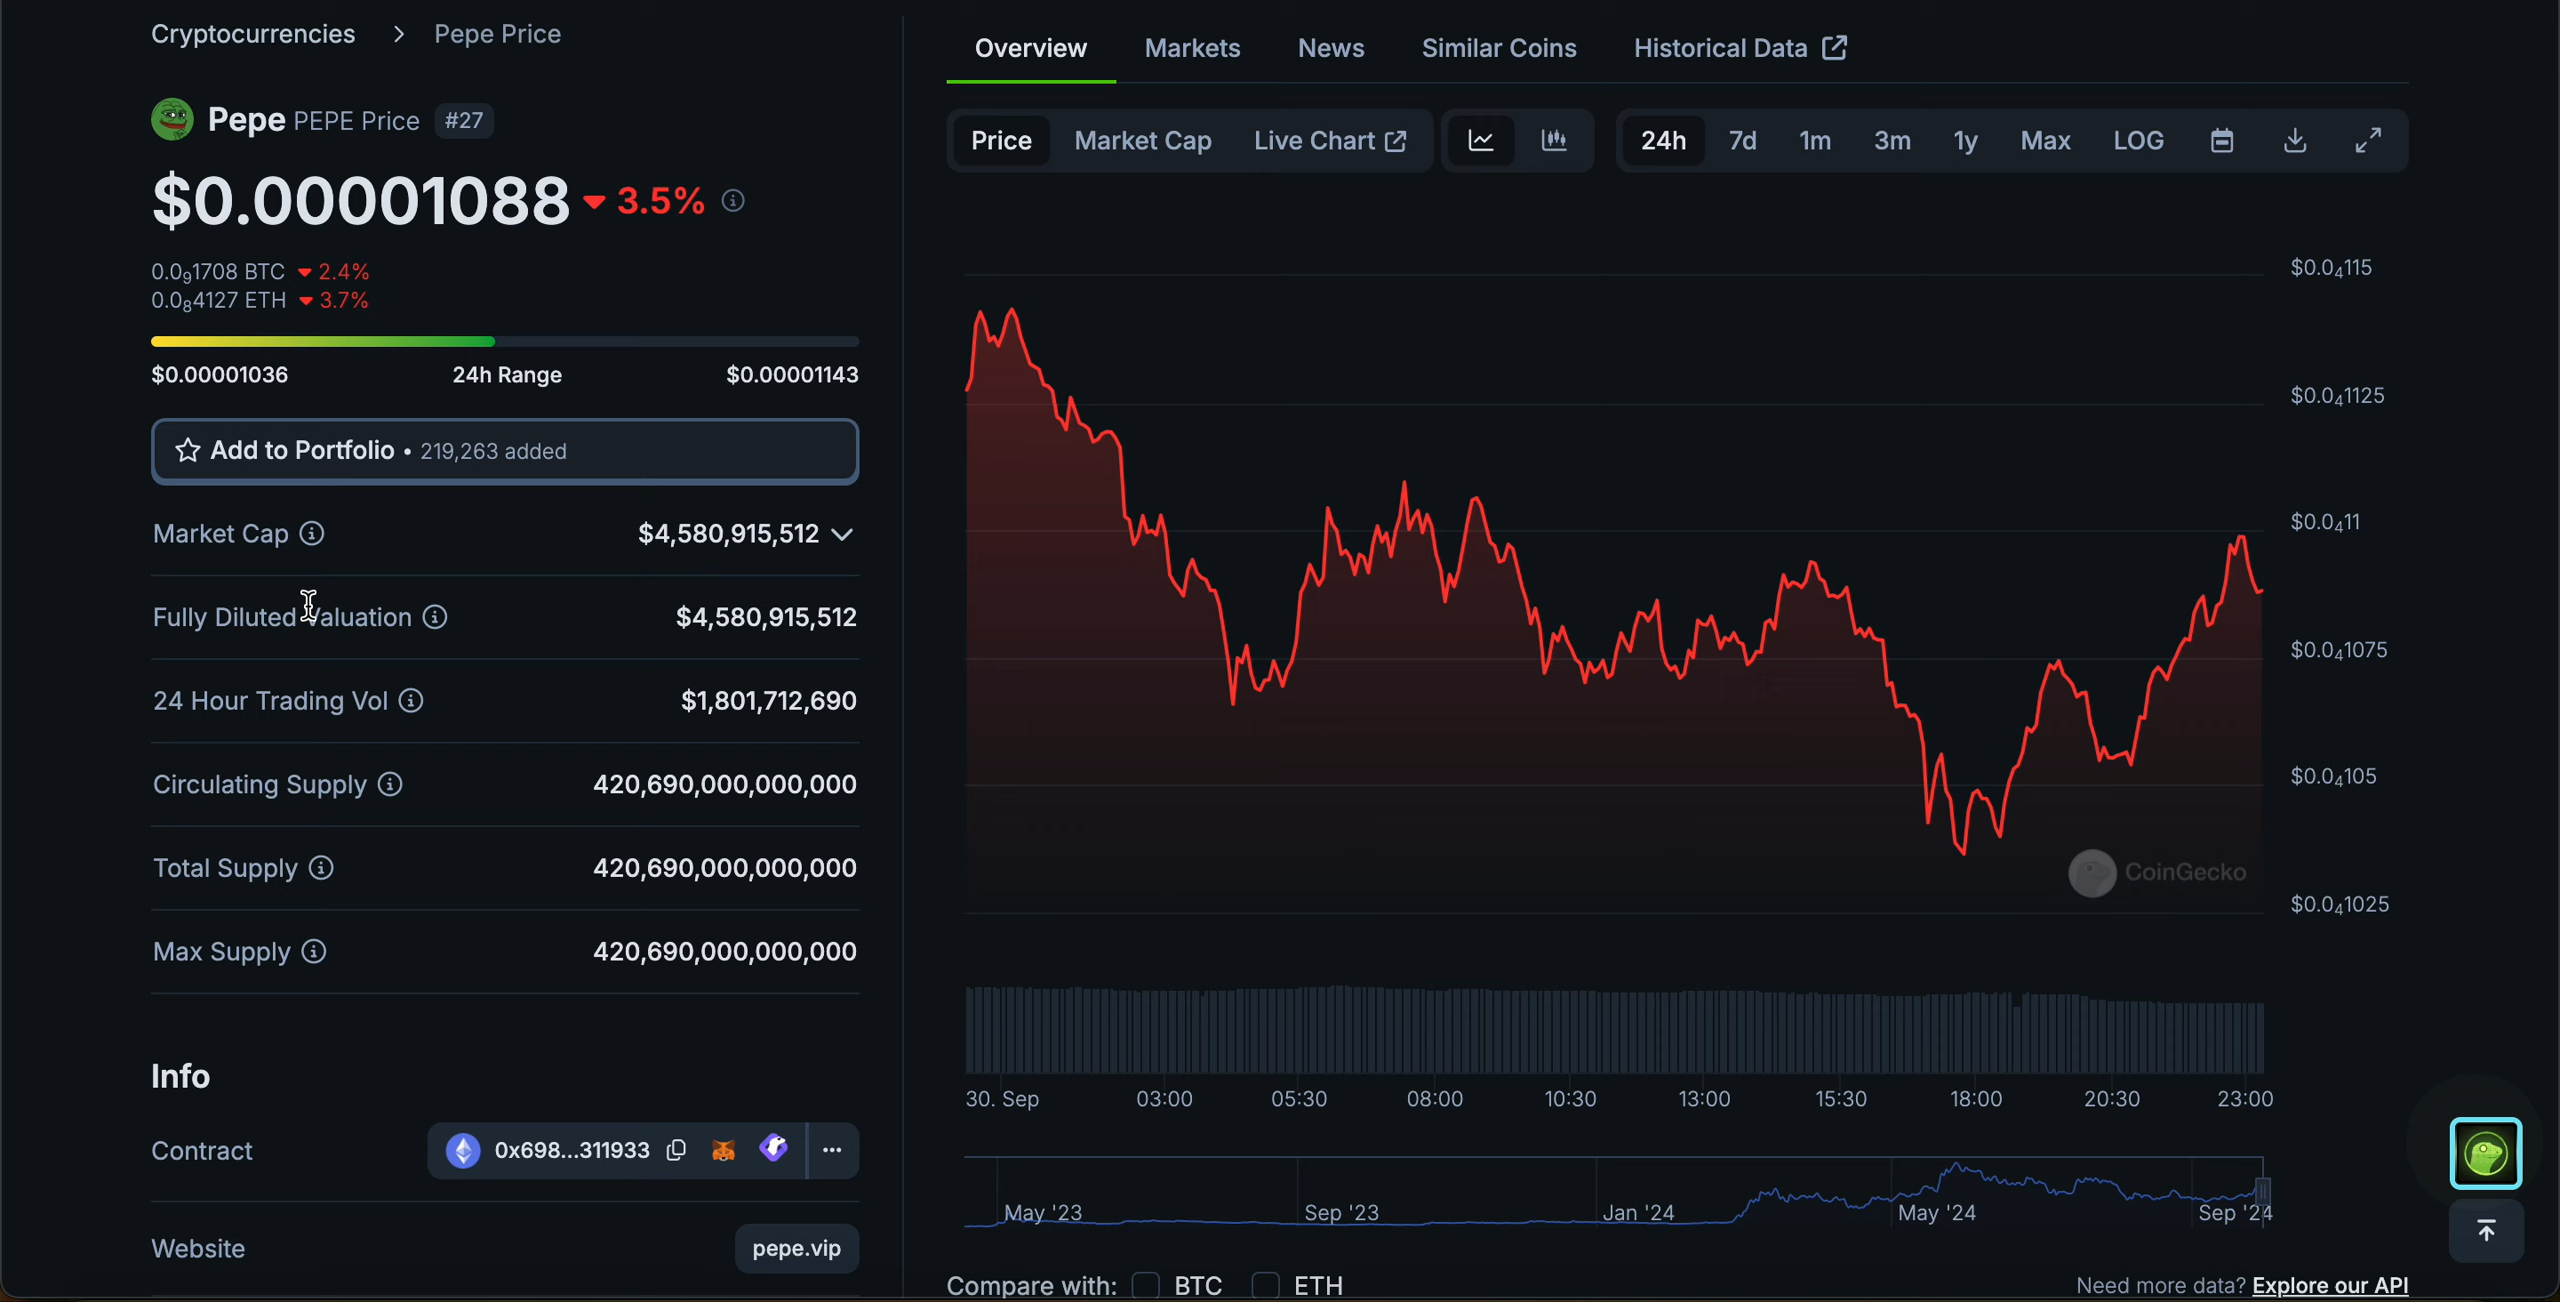 Cryptocurrencies > Pepe Price
Pepe PEPE Price #27
$0.00001088 3.5%
0.0₉1708 BTC 2.4%
0.0₈4127 ETH 3.7%
$0.00001036 24h Range $0.00001143
Add to Portfolio • 219,263 added
Market Cap $4,580,915,512
Fully Diluted Valuation $4,580,915,512
24 Hour Trading Vol $1,801,712,690
Circulating Supply 420,690,000,000,000
Total Supply 420,690,000,000,000
Max Supply 420,690,000,000,000
Info
Contract 0x698...311933
Website pepe.vip
Overview Markets News Similar Coins Historical Data
Price Market Cap Live Chart 24h 7d 1m 3m 1y Max LOG
$0.0₄115
$0.0₄1125
$0.0₄11
$0.0₄1075
$0.0₄105
CoinGecko
$0.0₄1025
30. Sep 03:00 05:30 08:00 10:30 13:00 15:30 18:00 20:30 23:00
May '23 Sep '23 Jan '24 May '24 Sep '24
Compare with: BTC ETH
Need more data? Explore our API